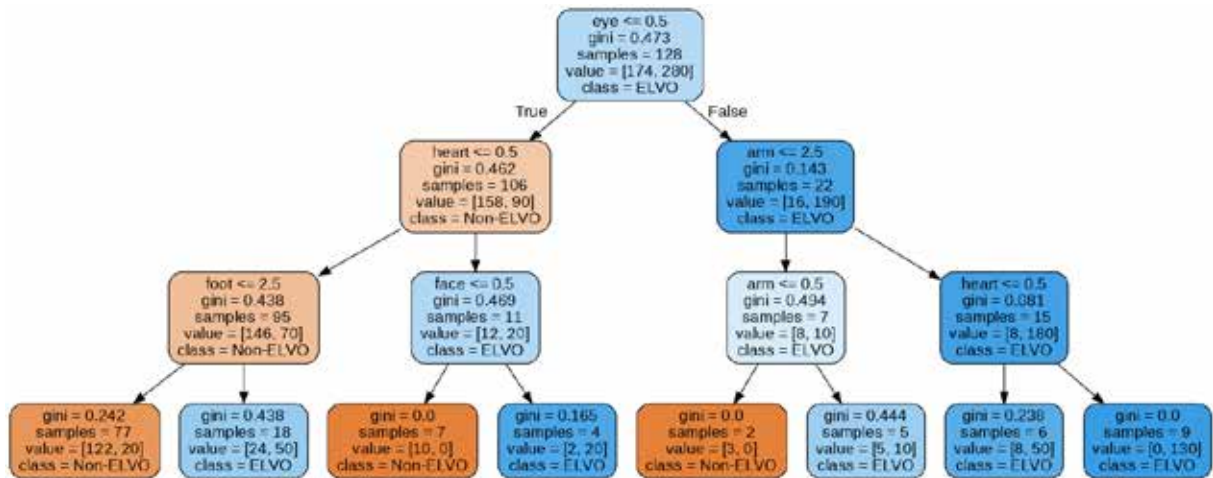 eye <= 0.5
gini = 0.473
samples = 128
value = [174, 280]
class = ELVO
True
False
heart <= 0.5
gini = 0.462
samples = 106
value = [158, 90]
class = Non-ELVO
arm <= 2.5
gini = 0.143
samples = 22
value = [16, 190]
class = ELVO
foot <= 2.5
gini = 0.438
samples = 95
value = [146, 70]
class = Non-ELVO
face <= 0.5
gini = 0.469
samples = 11
value = [12, 20]
class = ELVO
arm <= 0.5
gini = 0.494
samples = 7
value = [8, 10]
class = ELVO
heart <= 0.5
gini = 0.081
samples = 15
value = [8, 180]
class = ELVO
gini = 0.242
samples = 77
value = [122, 20]
class = Non-ELVO
gini = 0.438
samples = 18
value = [24, 50]
class = ELVO
gini = 0.0
samples = 7
value = [10, 0]
class = Non-ELVO
gini = 0.165
samples = 4
value = [2, 20]
class = ELVO
gini = 0.0
samples = 2
value = [3, 0]
class = Non-ELVO
gini = 0.444
samples = 5
value = [5, 10]
class = ELVO
gini = 0.238
samples = 6
value = [8, 50]
class = ELVO
gini = 0.0
samples = 9
value = [0, 130]
class = ELVO